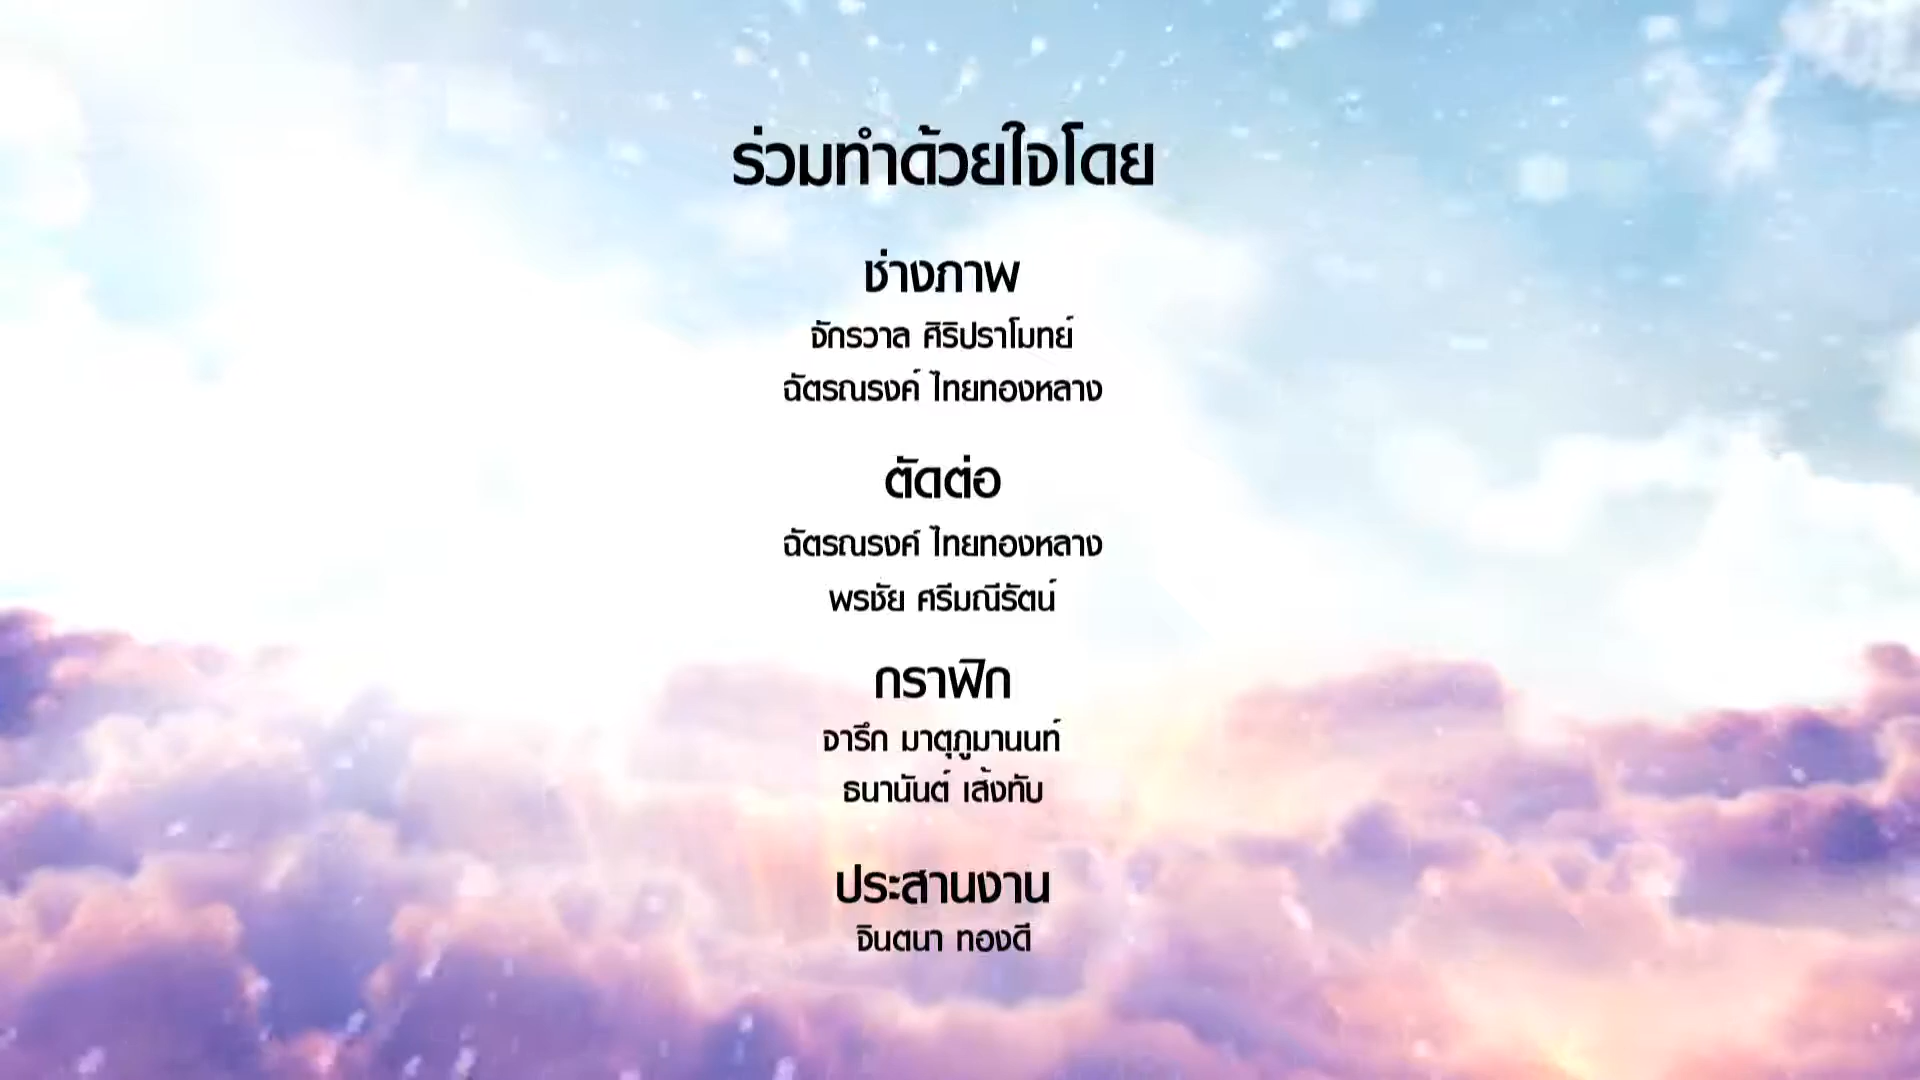 ร่วมทำด้วยใจโดย
ช่างภาพ
จักรวาล ศิริปราโมทย์
ฉัตรณรงค์ ไทยทองหลาง
ตัดต่อ
ฉัตรณรงค์ ไทยทองหลาง
พรชัย ศรีมณีรัตน์
กราฟิก
จารึก มาตุภูมานนท์
ธนานันต์ เส้งทับ
ประสานงาน
จินตนา ทองดี